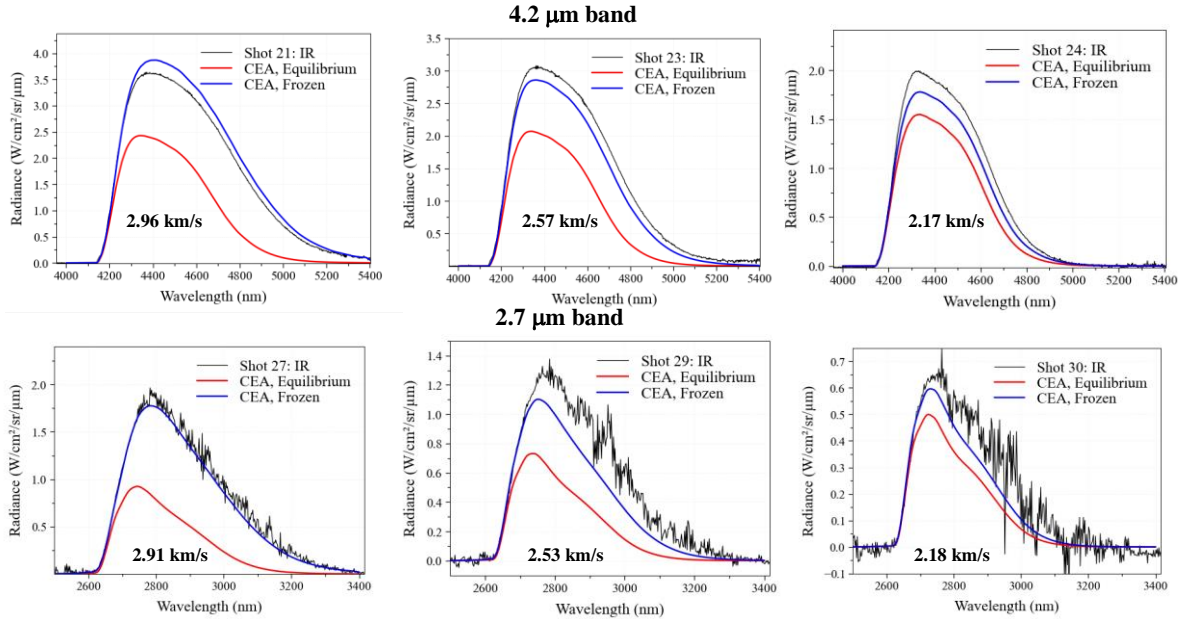 4.2 μm band
Radiance (W/cm²/sr/μm)
4.0
3.5
3.0
2.5
2.0
1.5
1.0
0.5
0.0
Shot 21: IR
CEA, Equilibrium
CEA, Frozen
2.96 km/s
4000 4200 4400 4600 4800 5000 5200 5400
Wavelength (nm)
Radiance (W/cm²/sr/μm)
3.5
3.0
2.5
2.0
1.5
1.0
0.5
0.0
Shot 23: IR
CEA, Equilibrium
CEA, Frozen
2.57 km/s
4000 4200 4400 4600 4800 5000 5200 5400
Wavelength (nm)
Radiance (W/cm²/sr/μm)
2.0
1.5
1.0
0.5
0.0
Shot 24: IR
CEA, Equilibrium
CEA, Frozen
2.17 km/s
4000 4200 4400 4600 4800 5000 5200 5400
Wavelength (nm)
2.7 μm band
Radiance (W/cm²/sr/μm)
2.0
1.5
1.0
0.5
Shot 27: IR
CEA, Equilibrium
CEA, Frozen
2.91 km/s
2600 2800 3000 3200 3400
Wavelength (nm)
Radiance (W/cm²/sr/μm)
1.4
1.2
1.0
0.8
0.6
0.4
0.2
0.0
Shot 29: IR
CEA, Equilibrium
CEA, Frozen
2.53 km/s
2600 2800 3000 3200 3400
Wavelength (nm)
Radiance (W/cm²/sr/μm)
0.7
0.6
0.5
0.4
0.3
0.2
0.1
0.0
−0.1
Shot 30: IR
CEA, Equilibrium
CEA, Frozen
2.18 km/s
2600 2800 3000 3200 3400
Wavelength (nm)